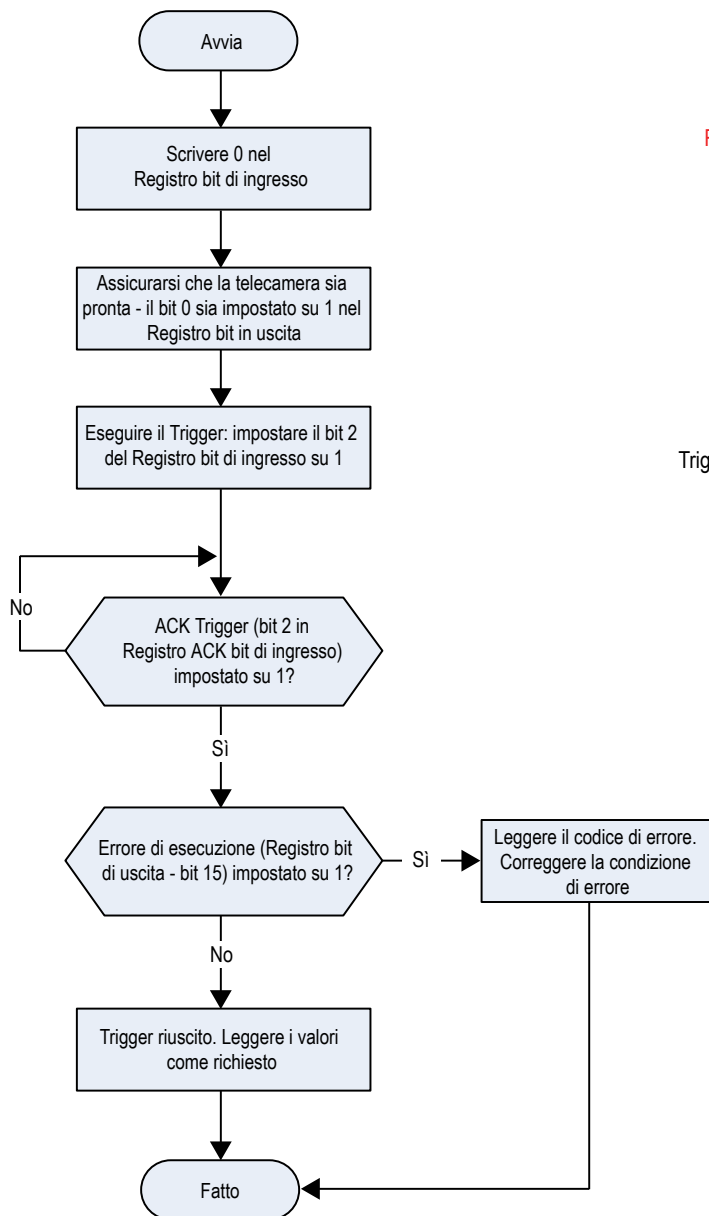 Avvia
Scrivere 0 nel
Registro bit di ingresso
Assicurarsi che la telecamera sia
pronta - il bit 0 sia impostato su 1 nel
Registro bit in uscita
Eseguire il Trigger: impostare il bit 2
del Registro bit di ingresso su 1
Trig
No
ACK Trigger (bit 2 in
Registro ACK bit di ingresso)
impostato su 1?
Sì
Errore di esecuzione (Registro bit
di uscita - bit 15) impostato su 1?
Sì
Leggere il codice di errore.
Correggere la condizione
di errore
No
Trigger riuscito. Leggere i valori
come richiesto
Fatto